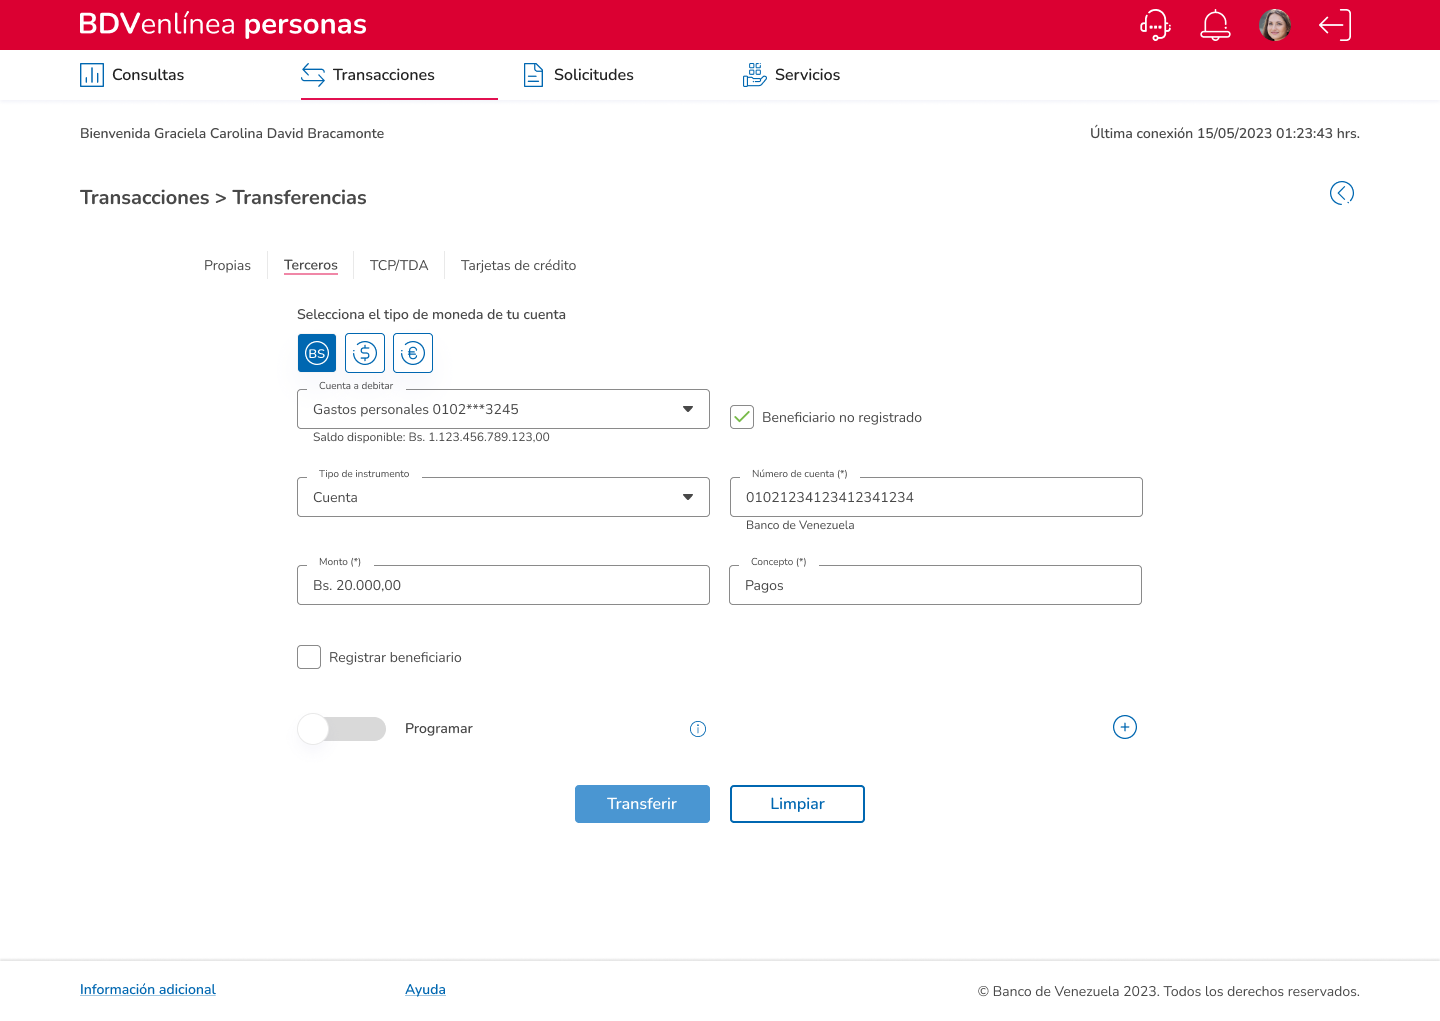 BDVenlínea personas
Consultas
Transacciones
Solicitudes
Servicios
Bienvenida Graciela Carolina David Bracamonte
Última conexión 15/05/2023 01:23:43 hrs.
Transacciones > Transferencias
Propias
Terceros
TCP/TDA
Tarjetas de crédito
Selecciona el tipo de moneda de tu cuenta
BS
$
€
Cuenta a debitar
Gastos personales 0102***3245
Saldo disponible: Bs. 1.123.456.789.123,00
Beneficiario no registrado
Tipo de instrumento
Cuenta
Número de cuenta (*)
01021234123412341234
Banco de Venezuela
Monto (*)
Bs. 20.000,00
Concepto (*)
Pagos
Registrar beneficiario
Programar
Transferir
Limpiar
Información adicional
Ayuda
© Banco de Venezuela 2023. Todos los derechos reservados.